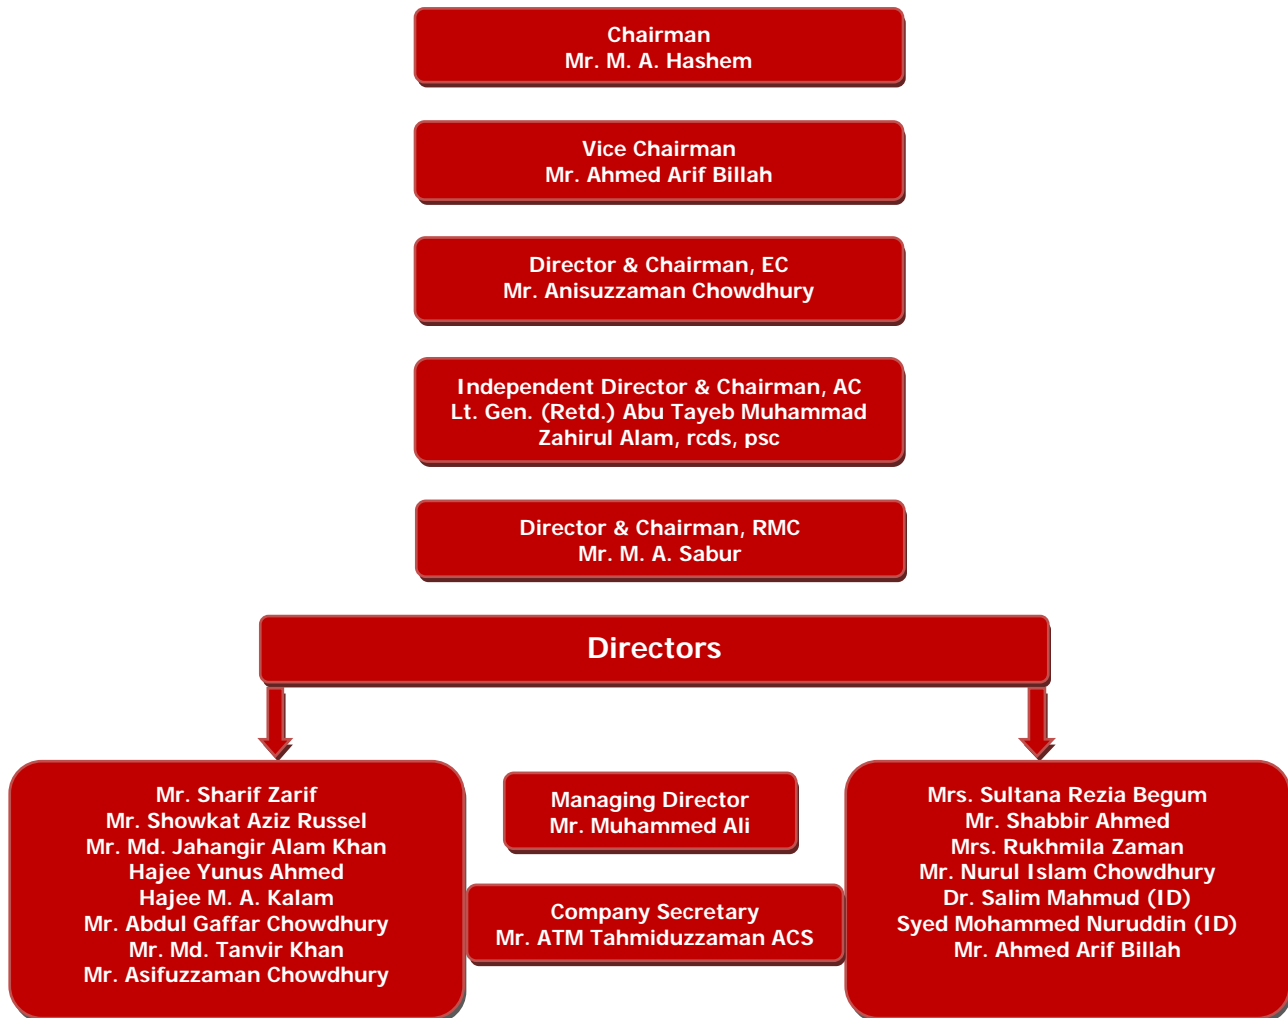 Chairman
Mr. M. A. Hashem
Vice Chairman
Mr. Ahmed Arif Billah
Director & Chairman, EC
Mr. Anisuzzaman Chowdhury
Independent Director & Chairman, AC
Lt. Gen. (Retd.) Abu Tayeb Muhammad
Zahirul Alam, rcds, psc
Director & Chairman, RMC
Mr. M. A. Sabur
Directors
Mr. Sharif Zarif
Mr. Showkat Aziz Russel
Mr. Md. Jahangir Alam Khan
Hajee Yunus Ahmed
Hajee M. A. Kalam
Mr. Abdul Gaffar Chowdhury
Mr. Md. Tanvir Khan
Mr. Asifuzzaman Chowdhury
Managing Director
Mr. Muhammed Ali
Company Secretary
Mr. ATM Tahmiduzzaman ACS
Mrs. Sultana Rezia Begum
Mr. Shabbir Ahmed
Mrs. Rukhmila Zaman
Mr. Nurul Islam Chowdhury
Dr. Salim Mahmud (ID)
Syed Mohammed Nuruddin (ID)
Mr. Ahmed Arif Billah